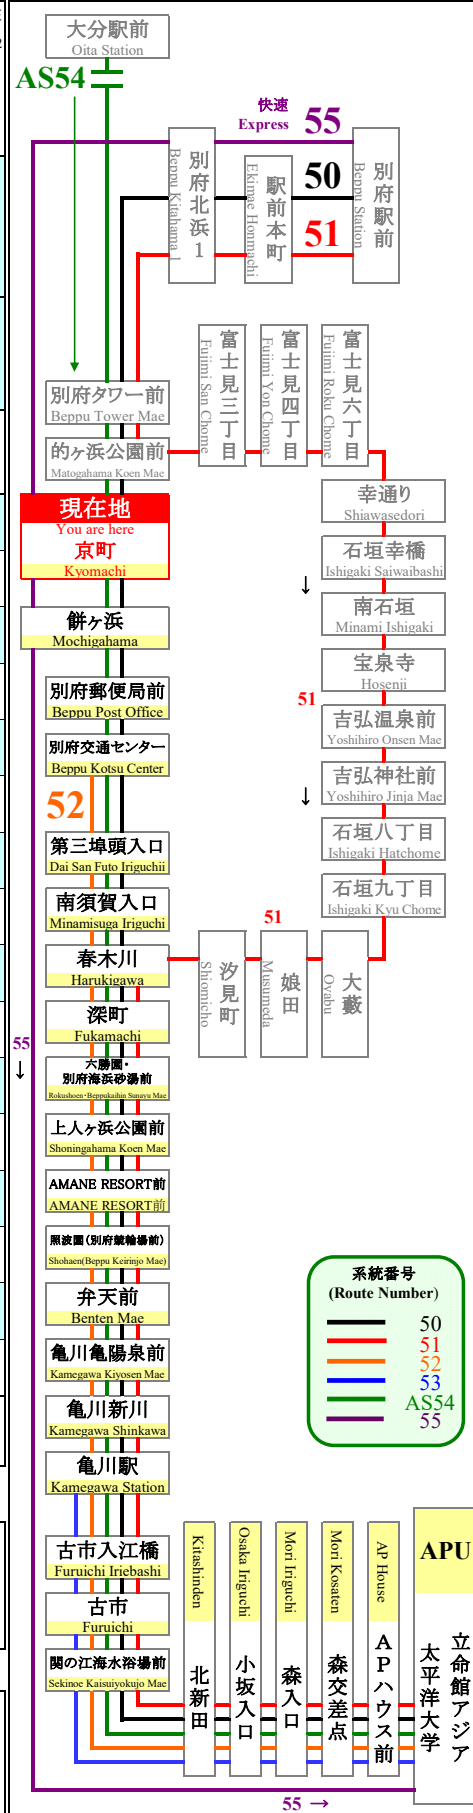 大分駅前
Oita Station
AS54
快速
Express
55
50
51
別府北浜1
Beppu Kitahama 1
駅前本町
Ekimae Honmachi
別府駅前
Beppu Station
別府タワー前
Beppu Tower Mae
的ヶ浜公園前
Matogahama Koen Mae
富士見三丁目
Fujimi San Chome
富士見四丁目
Fujimi Yon Chome
富士見六丁目
Fujimi Roku Chome
現在地
You are here
京町
Kyomachi
幸通り
Shiawasedori
石垣幸橋
Ishigaki Saiwaibashi
↓
南石垣
Minami Ishigaki
宝泉寺
Hosenji
51
吉弘温泉前
Yoshihiro Onsen Mae
吉弘神社前
Yoshihiro Jinja Mae
↓
石垣八丁目
Ishigaki Hatchome
石垣九丁目
Ishigaki Kyu Chome
51
汐見町
Shiomicho
娘田
Musumeda
大藪
Oyabu
餅ヶ浜
Mochigahama
別府郵便局前
Beppu Post Office
別府交通センター
Beppu Kotsu Center
52
第三埠頭入口
Dai San Futo Iriguchii
南須賀入口
Minamisuga Iriguchi
春木川
Harukigawa
深町
Fukamachi
55
↓
六勝園・
別府海浜砂湯前
Rokushoen・Beppukaihin Sunayu Mae
上人ヶ浜公園前
Shoningahama Koen Mae
AMANE RESORT前
AMANE RESORT前
照波園(別府競輪場前)
Shohaen(Beppu Keirinjo Mae)
弁天前
Benten Mae
亀川亀陽泉前
Kamegawa Kiyosen Mae
亀川新川
Kamegawa Shinkawa
亀川駅
Kamegawa Station
系統番号
(Route Number)
50
51
52
53
AS54
55
古市入江橋
Furuichi Iriebashi
古市
Furuichi
関の江海水浴場前
Sekinoe Kaisuiyokujo Mae
Kitashinden
北新田
Osaka Iriguchi
小坂入口
Mori Iriguchi
森入口
Mori Kosaten
森交差点
AP House
APハウス前
APU
立命館アジア
太平洋大学
55 →